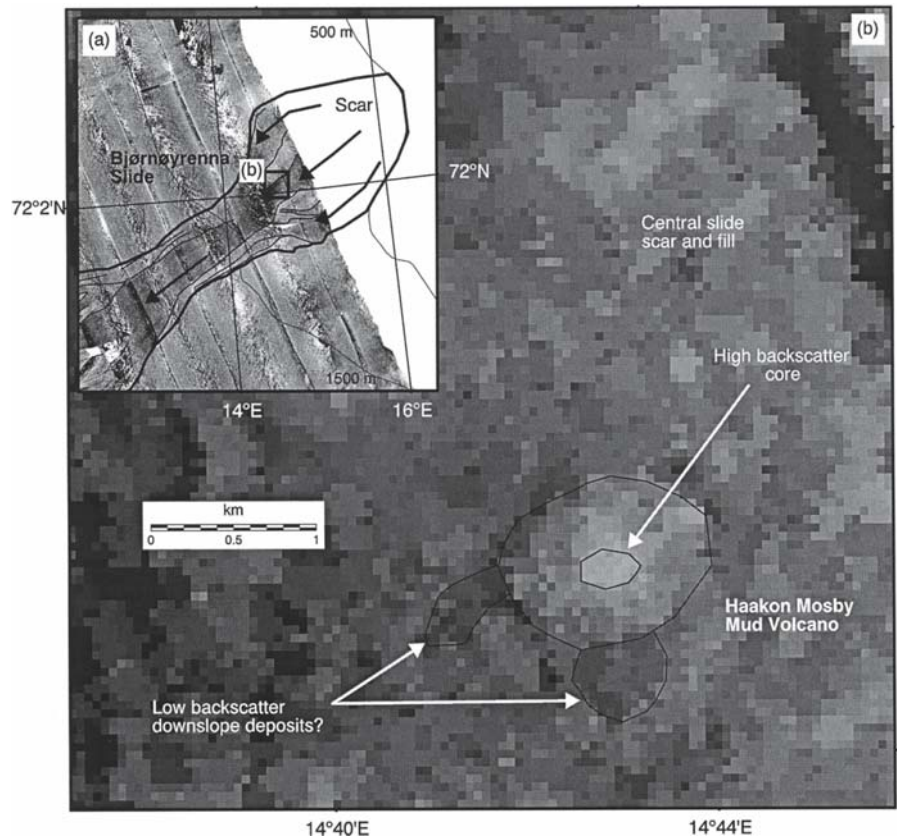 (a)
500 m
(b)
Scar
Bjørnøyrenna
Slide
(b)
72°N
72°2'N
Central slide
scar and fill
High backscatter
core
1500 m
14°E
16°E
km
0
0.5
1
Haakon Mosby
Mud Volcano
Low backscatter
downslope deposits?
14°40'E
14°44'E